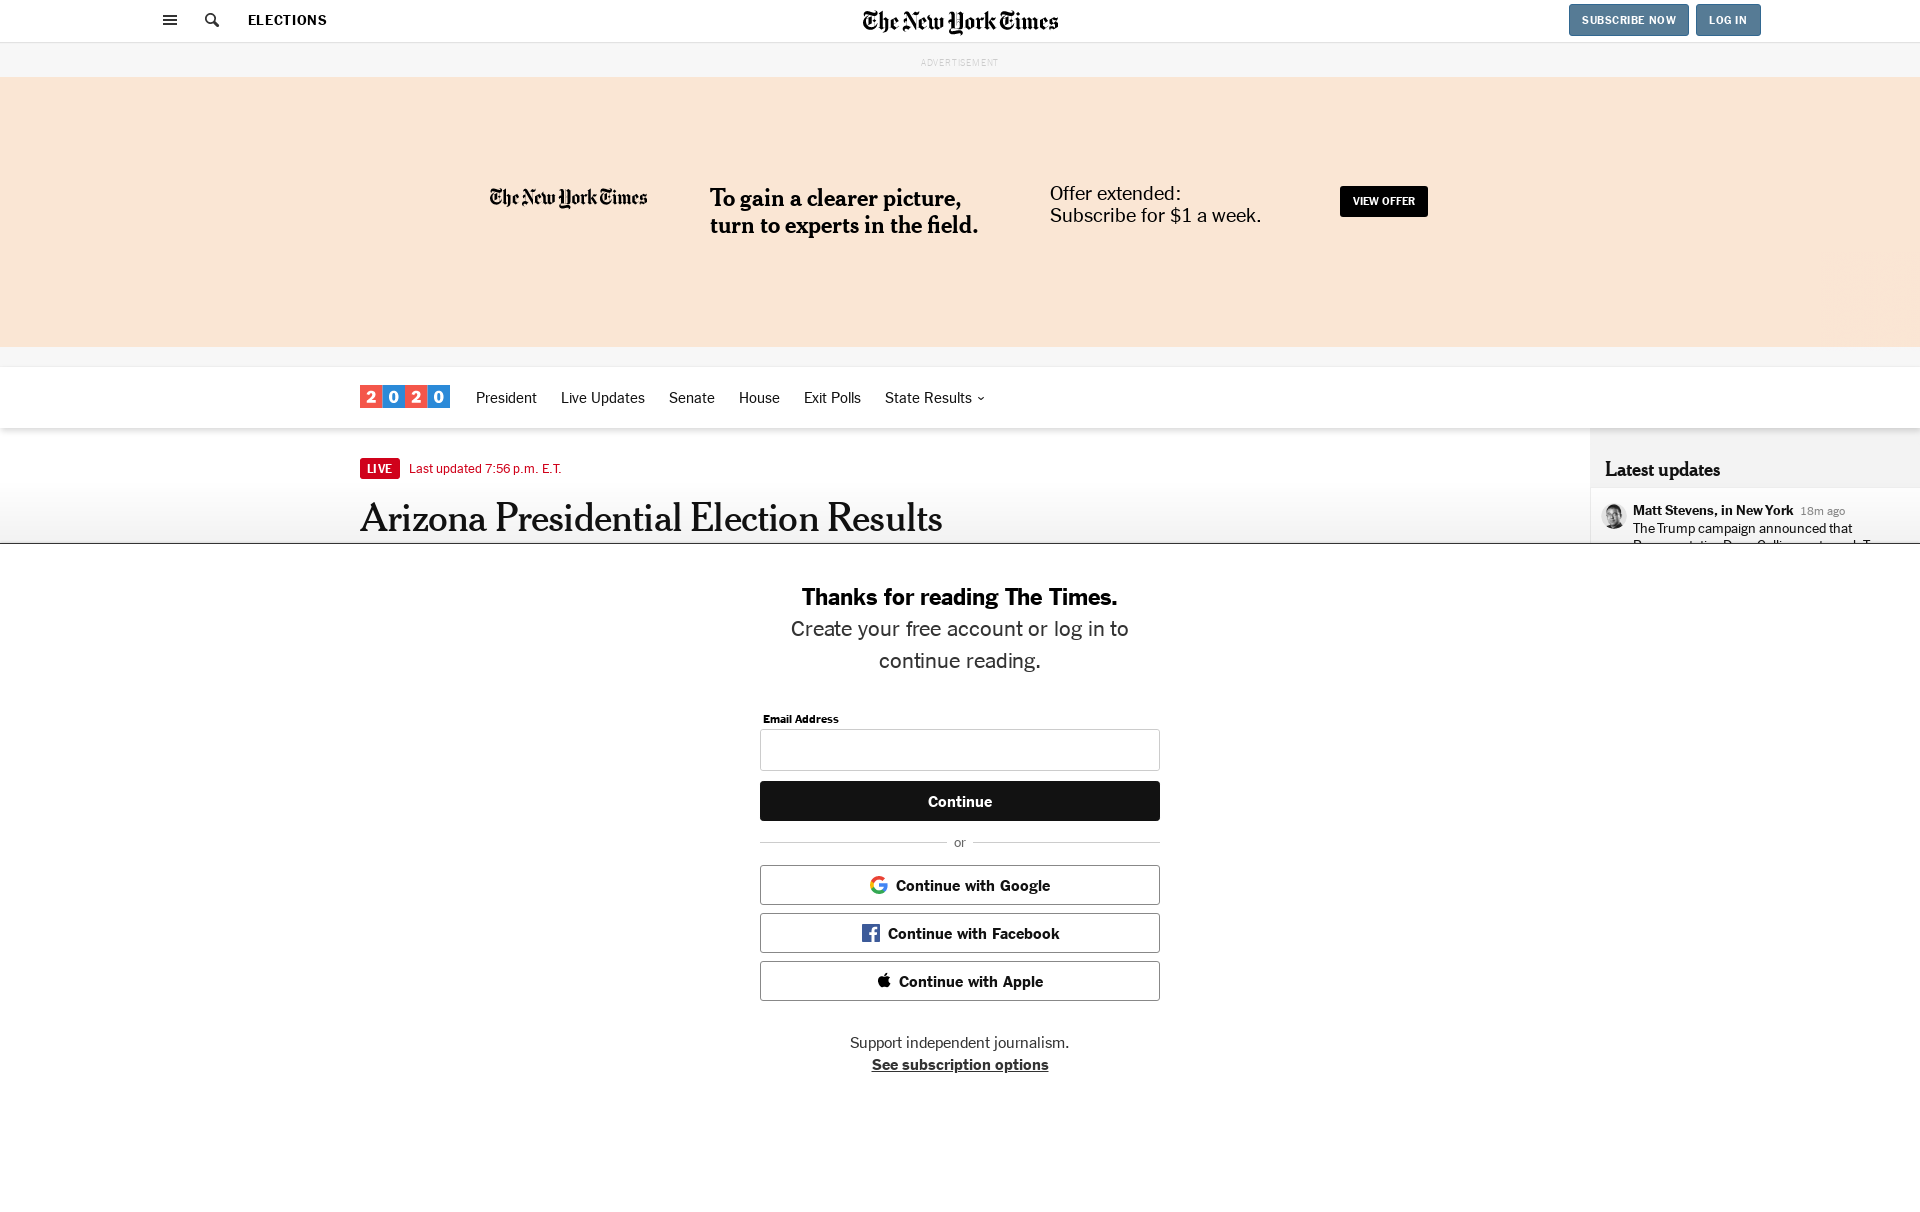 ELECTIONS
The New York Times
SUBSCRIBE NOW
LOG IN
ADVERTISEMENT
The New York Times
To gain a clearer picture,
turn to experts in the field.
Offer extended:
Subscribe for $1 a week.
VIEW OFFER
2020
President
Live Updates
Senate
House
Exit Polls
State Results
LIVE Last updated 7:56 p.m. E.T.
Arizona Presidential Election Results
Latest updates
Matt Stevens, in New York 18m ago
The Trump campaign announced that
Thanks for reading The Times.
Create your free account or log in to
continue reading.
Email Address
Continue
or
Continue with Google
Continue with Facebook
Continue with Apple
Support independent journalism.
See subscription options